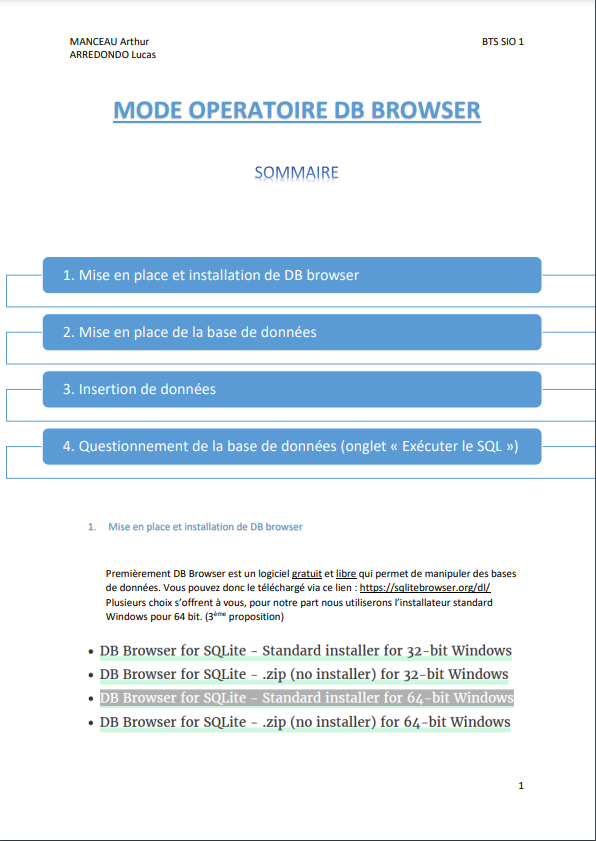 MANCEAU Arthur
BTS SIO 1
ARREDONDO Lucas
MODE OPERATOIRE DB BROWSER
SOMMAIRE
1. Mise en place et installation de DB browser
2. Mise en place de la base de données
3. Insertion de données
4. Questionnement de la base de données (onglet « Exécuter le SQL »)
1. Mise en place et installation de DB browser
Premièrement DB Browser est un logiciel gratuit et libre qui permet de manipuler des bases
de données. Vous pouvez donc le téléchargé via ce lien : https://sqlitebrowser.org/dl/
Plusieurs choix s’offrent à vous, pour notre part nous utiliserons l’installateur standard
Windows pour 64 bit. (3ème proposition)
• DB Browser for SQLite - Standard installer for 32-bit Windows
• DB Browser for SQLite - .zip (no installer) for 32-bit Windows
• DB Browser for SQLite - Standard installer for 64-bit Windows
• DB Browser for SQLite - .zip (no installer) for 64-bit Windows
1